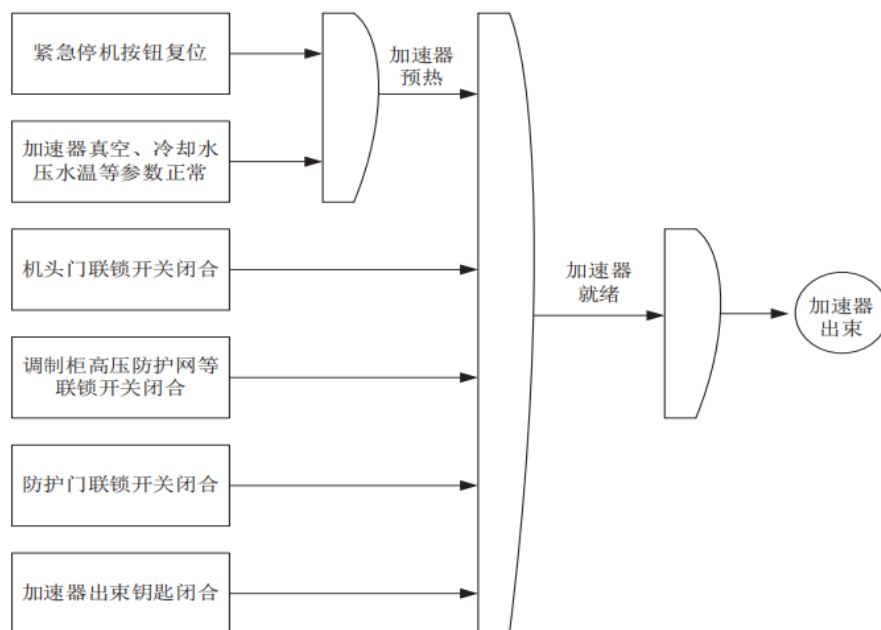 紧急停机按钮复位
加速器
预热
加速器真空、冷却水
压水温等参数正常
机头门联锁开关闭合
加速器
就绪
加速器
出束
调制柜高压防护网等
联锁开关闭合
防护门联锁开关闭合
加速器出束钥匙闭合